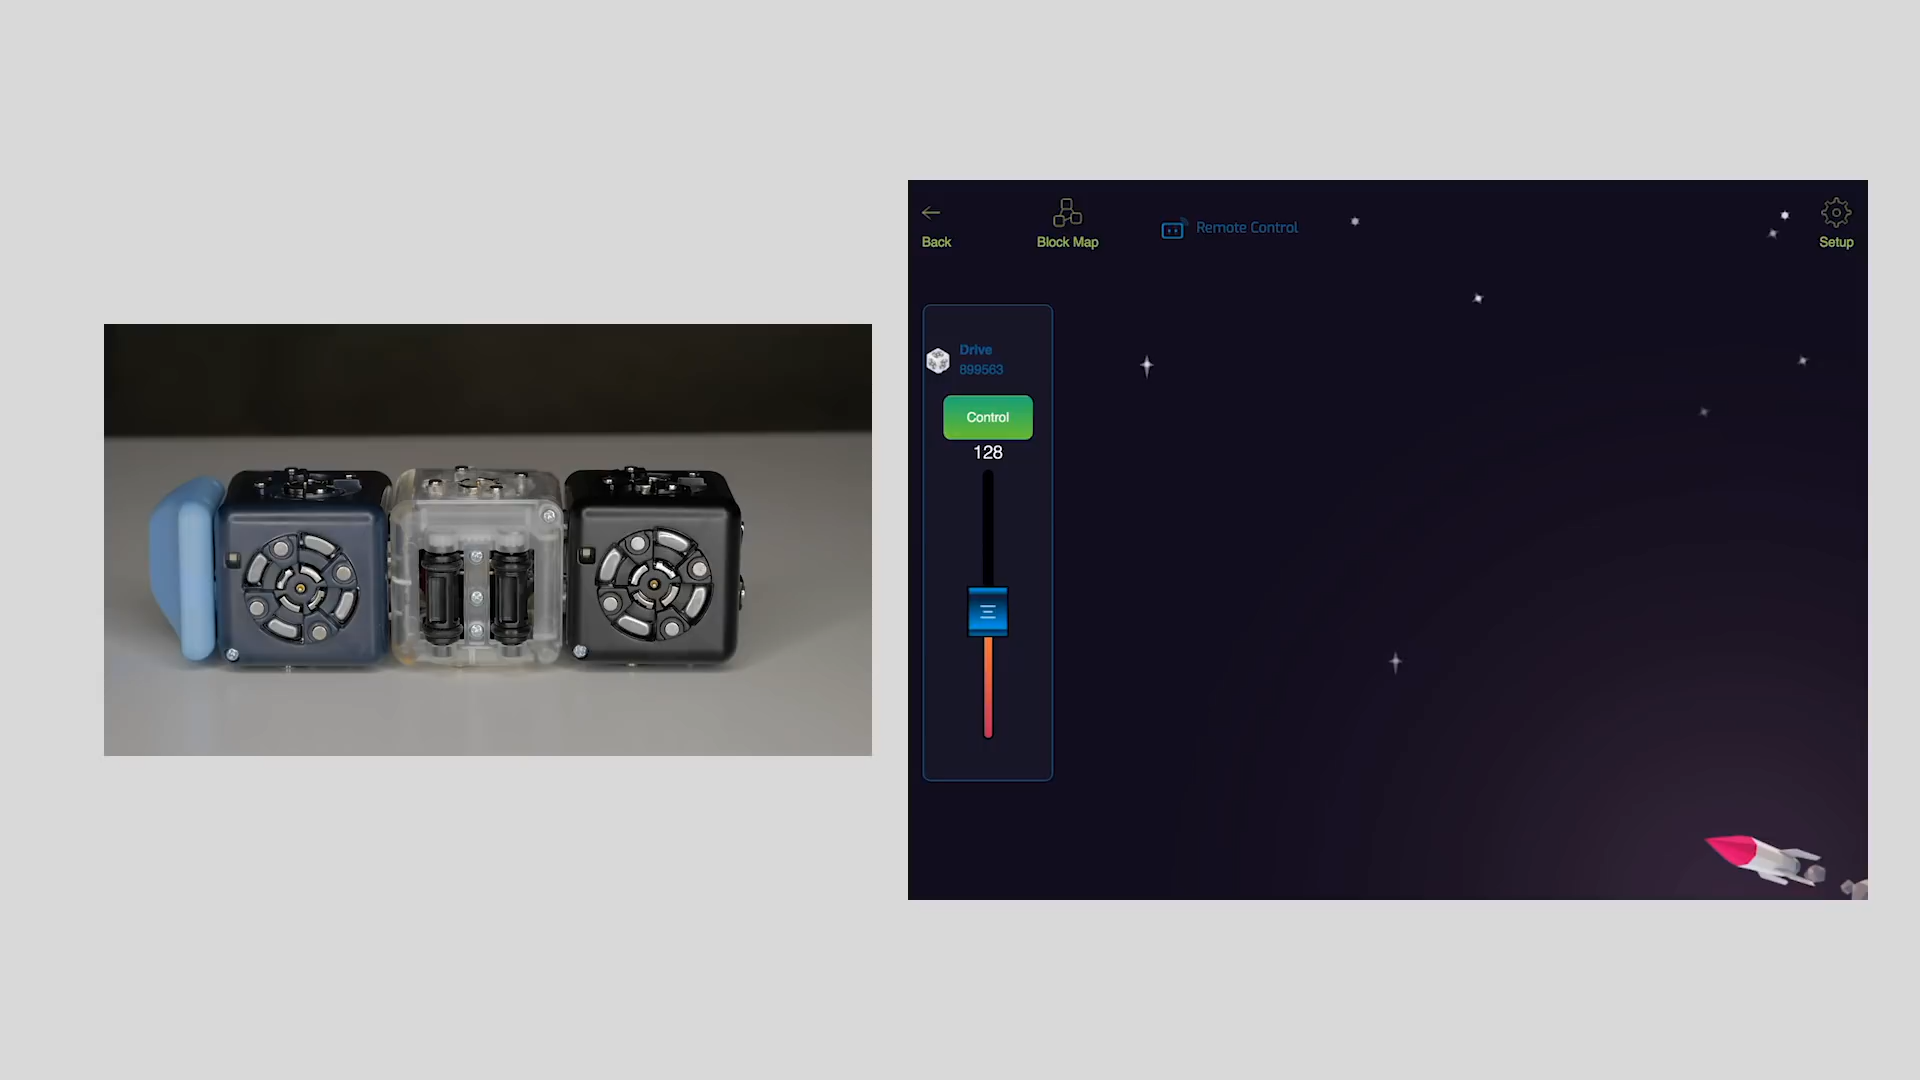 Back
Block Map
Remote Control
Setup
Drive
899563
Control
128